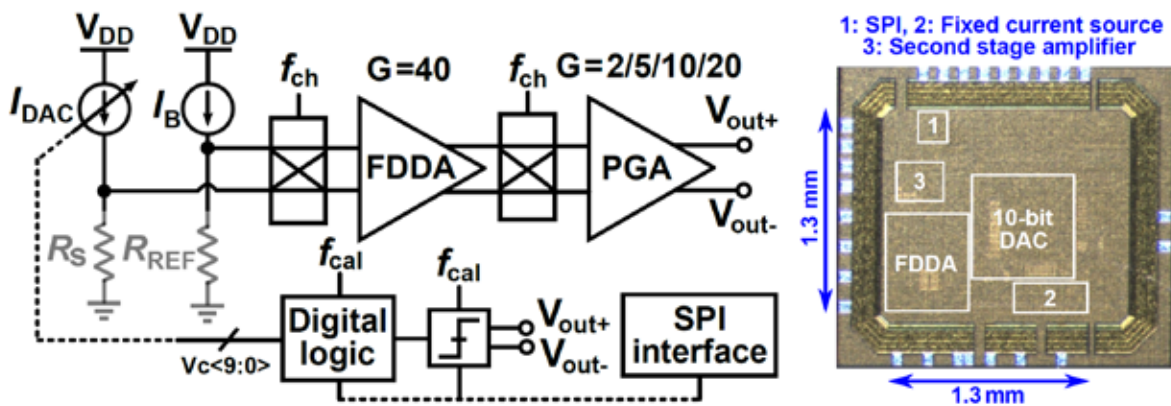 1: SPI, 2: Fixed current source
3: Second stage amplifier
VDD
VDD
IDAC
IB
fch
G=40
fch
G=2/5/10/20
FDDA
PGA
Vout+
Vout-
RS
RREF
fcal
fcal
Digital
logic
Vout+
Vout-
SPI
interface
Vc<9:0>
1.3 mm
1
3
10-bit
DAC
FDDA
2
1.3 mm